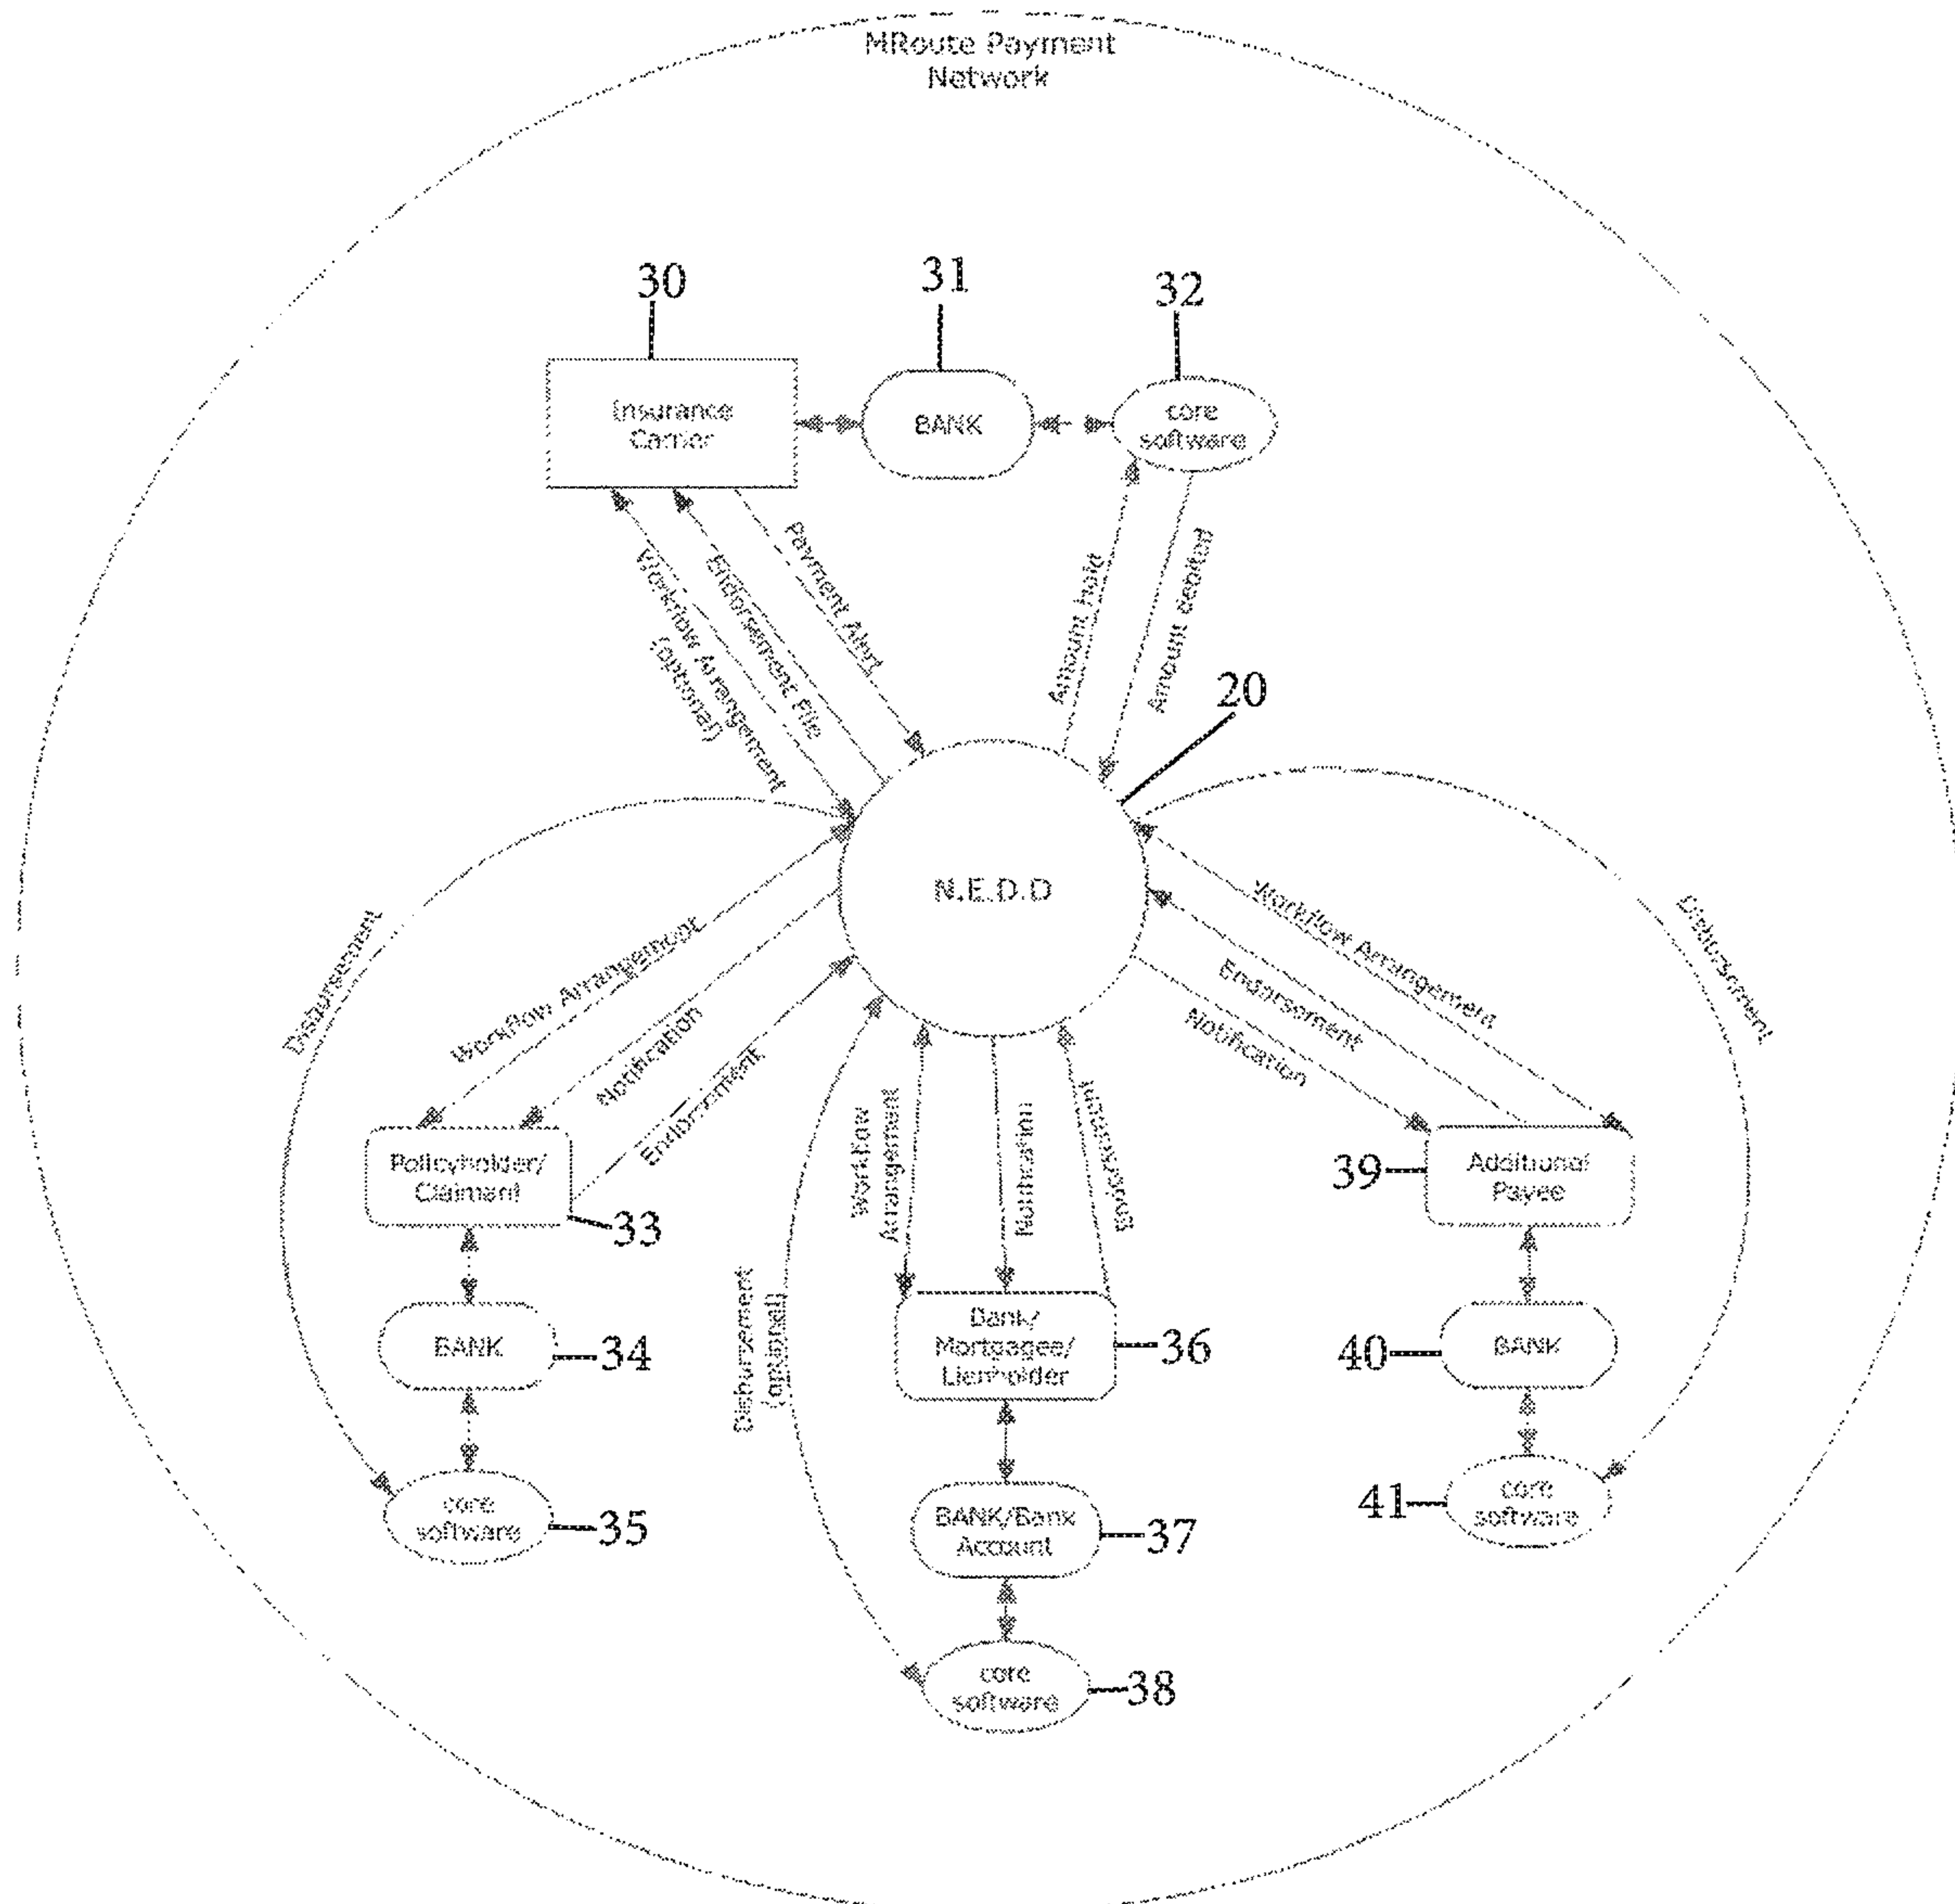 MRoute Payment
Network
30
31
32
Insurance
Carrier
BANK
core
software
Workflow Arrangement
(optional)
Endorsement File
Payment Alert
Amount held
Amount debited
20
N.E.D.D
Disbursement
Workflow Arrangement
Notification
Endorsement
Disbursement
(optional)
Workflow
Arrangement
Notification
Endorsement
Notification
Endorsement
Workflow Arrangement
Disbursement
Policyholder/
Claimant
33
BANK
34
core
software
35
Bank/
Mortgagee/
Lienholder
36
BANK/Bank
Account
37
core
software
38
39
Additional
Payee
40
BANK
41
core
software